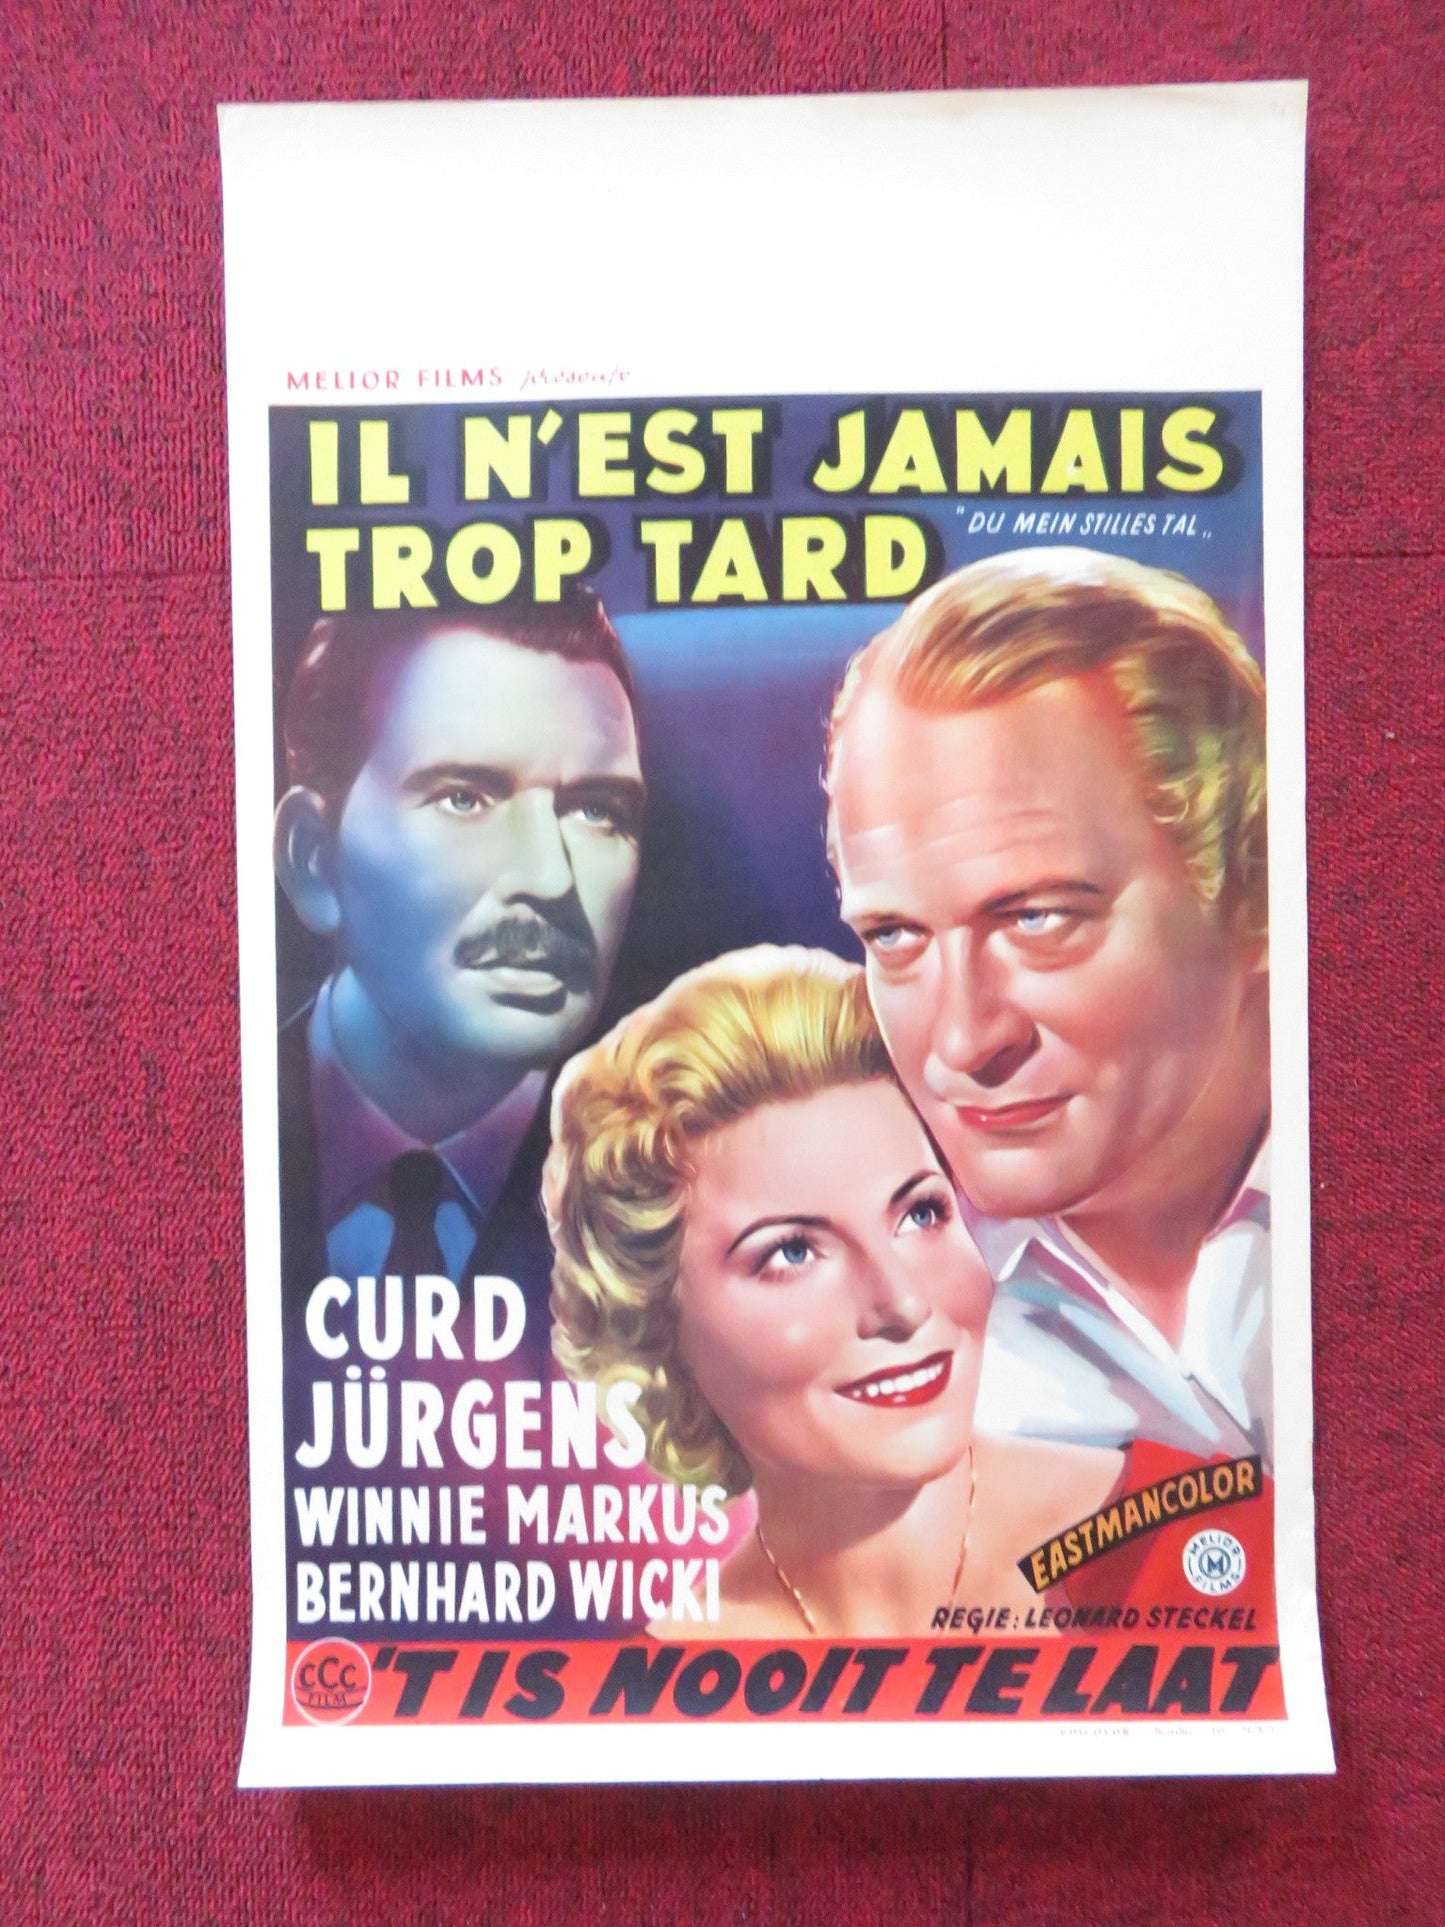 MELIOR FILMS présente
IL N'EST JAMAIS
TROP TARD
"DU MEIN STILLES TAL„
CURD
JÜRGENS
WINNIE MARKUS
BERNHARD WICKI
EASTMANCOLOR
MELIOR
M
FILMS
REGIE: LEONARD STECKEL
CCC
FILM
'T IS NOOIT TE LAAT